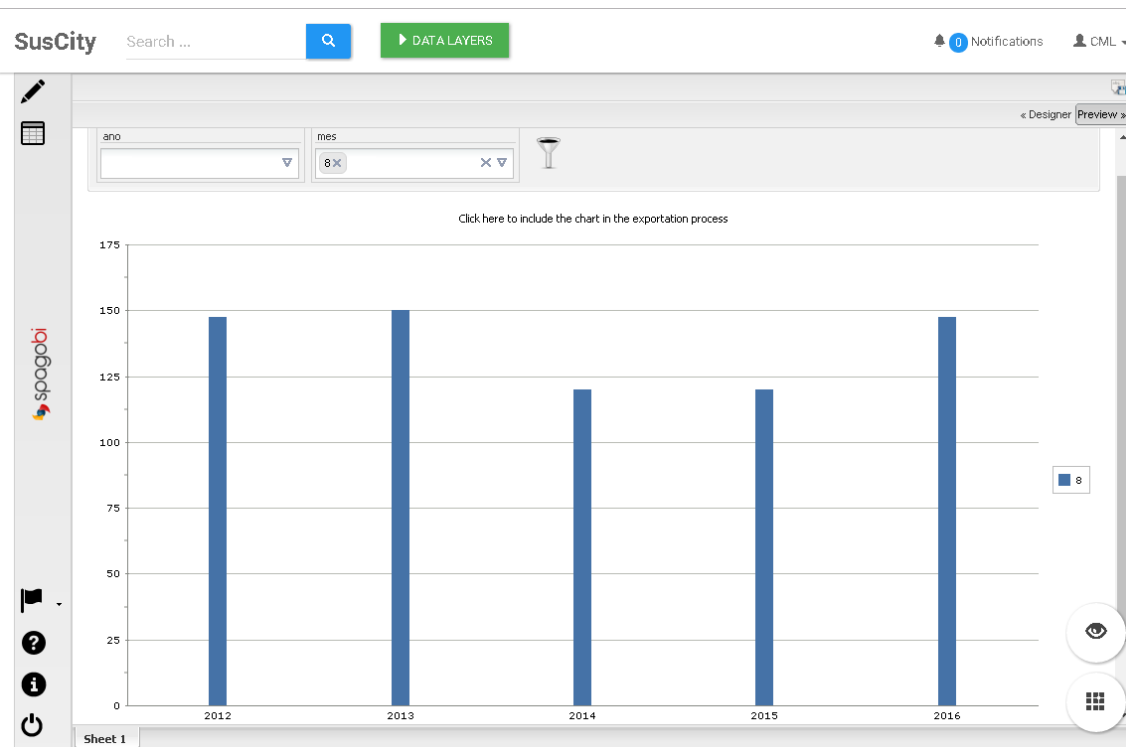 SusCity
Search ...
DATA LAYERS
0 Notifications
CML
« Designer Preview »
ano
mes
8
Click here to include the chart in the exportation process
175
150
125
100
75
50
25
0
2012 2013 2014 2015 2016
8
spagobi
Sheet 1